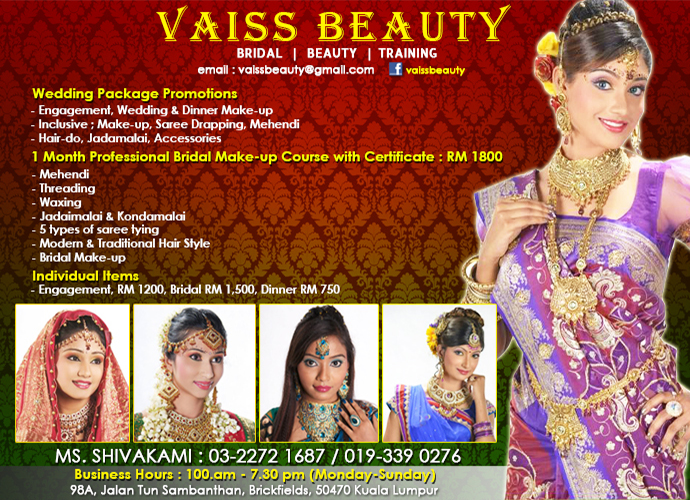 VAISS BEAUTY
BRIDAL | BEAUTY | TRAINING
email : vaissbeauty@gmail.com f vaissbeauty
Wedding Package Promotions
- Engagement, Wedding & Dinner Make-up
- Inclusive ; Make-up, Saree Drapping, Mehendi
- Hair-do, Jadamalai, Accessories
1 Month Professional Bridal Make-up Course with Certificate : RM 1800
- Mehendi
- Threading
- Waxing
- Jadaimalai & Kondamalai
- 5 types of saree tying
- Modern & Traditional Hair Style
- Bridal Make-up
Individual Items
- Engagement, RM 1200, Bridal RM 1,500, Dinner RM 750
MS. SHIVAKAMI : 03-2272 1687 / 019-339 0276
Business Hours : 100.am - 7.30 pm (Monday-Sunday)
98A, Jalan Tun Sambanthan, Brickfields, 50470 Kuala Lumpur